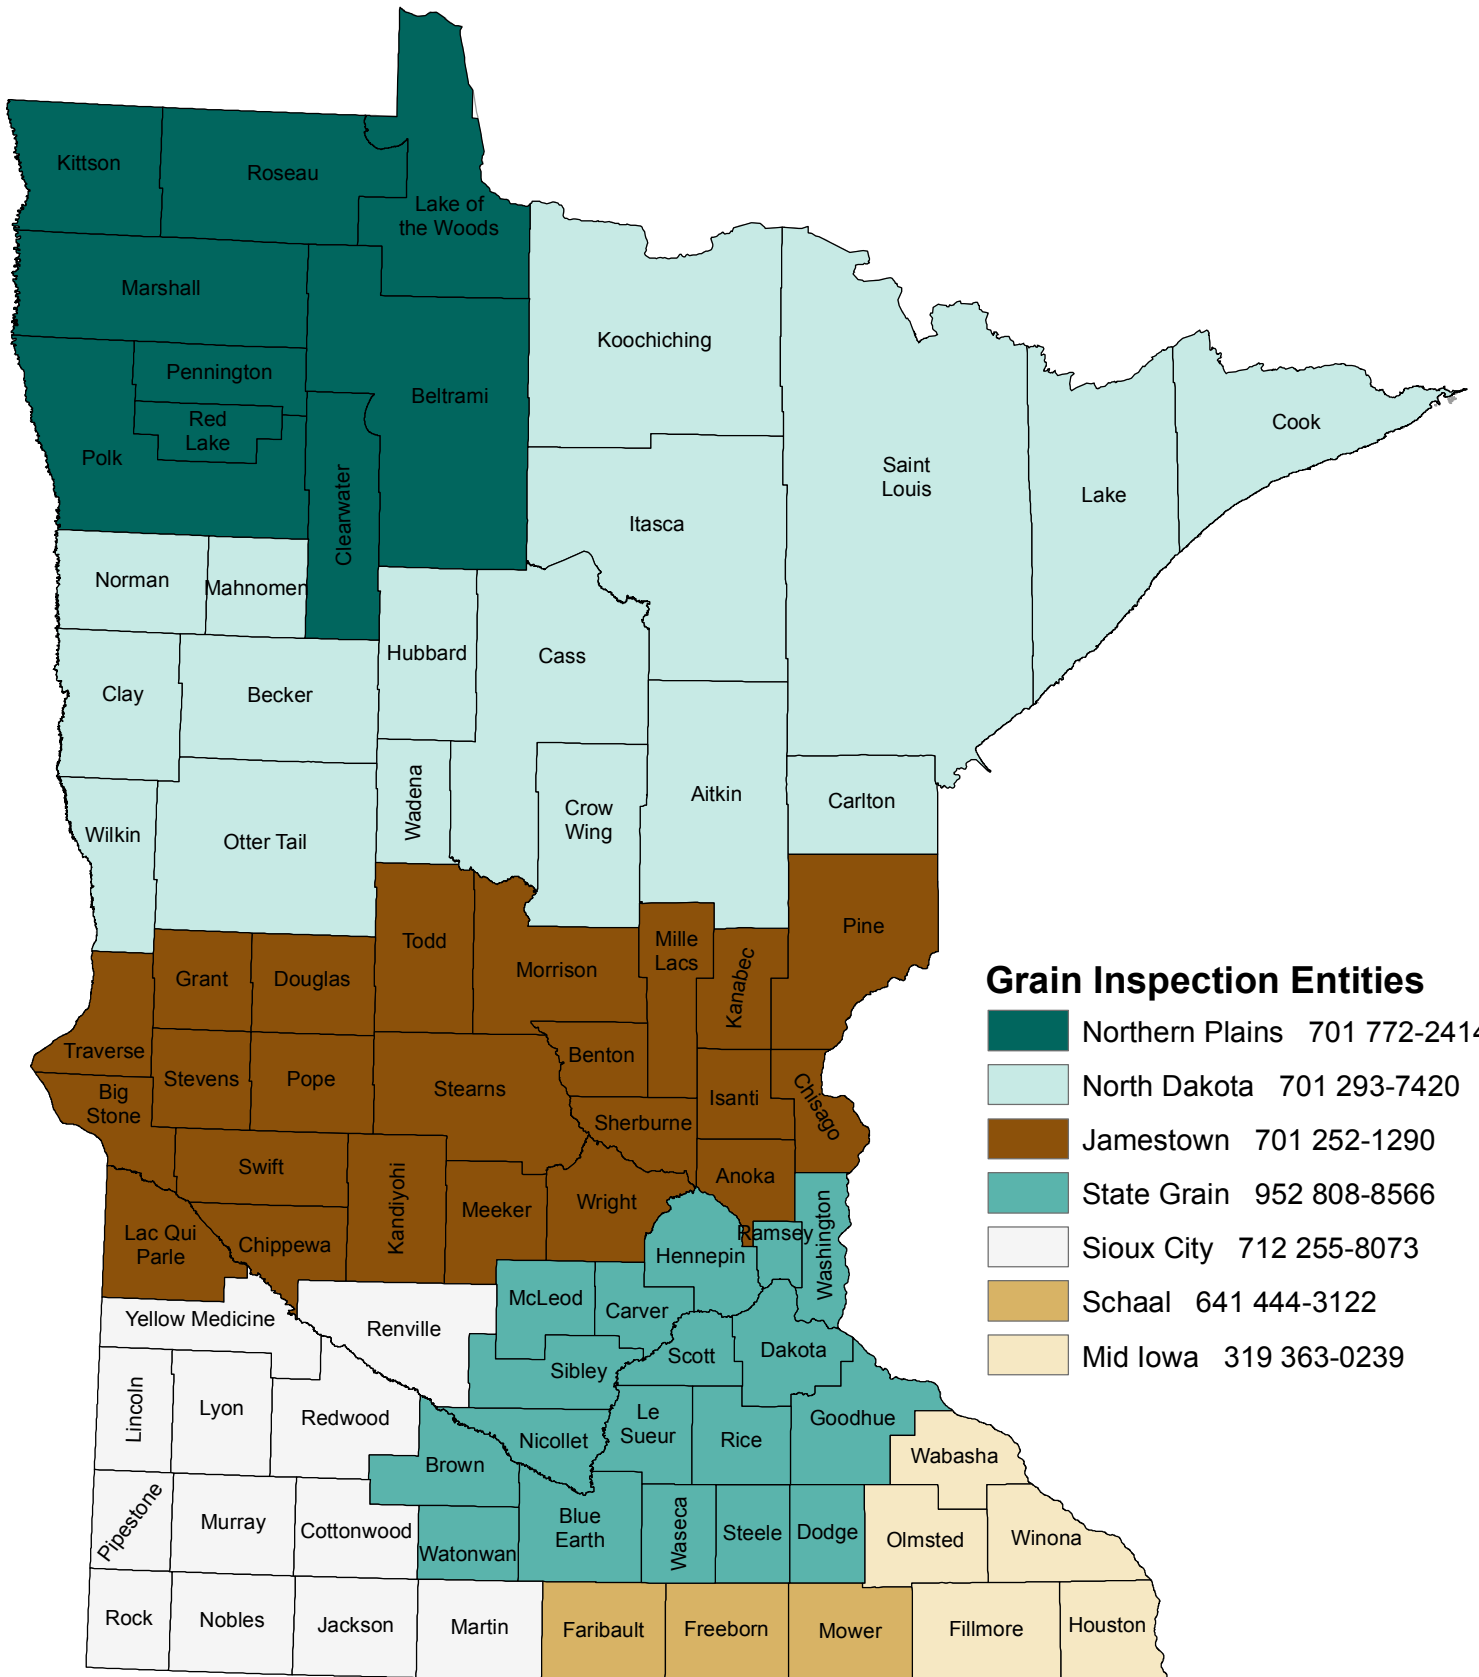 Kittson
Roseau
Lake of
the Woods
Marshall
Koochiching
Pennington
Beltrami
Red
Lake
Polk
Cook
Saint
Louis
Lake
Clearwater
Itasca
Norman
Mahnomen
Hubbard
Cass
Clay
Becker
Wadena
Aitkin
Carlton
Crow
Wing
Wilkin
Otter Tail
Pine
Todd
Mille
Lacs
Morrison
Kanabec
Grant
Douglas
Traverse
Benton
Stevens
Pope
Stearns
Big
Stone
Isanti
Chisago
Sherburne
Swift
Anoka
Kandiyohi
Meeker
Wright
Lac Qui
Parle
Chippewa
Ramsey
Washington
Hennepin
McLeod
Carver
Yellow Medicine
Renville
Scott
Dakota
Sibley
Lincoln
Lyon
Redwood
Le
Sueur
Goodhue
Nicollet
Rice
Wabasha
Brown
Pipestone
Murray
Cottonwood
Blue
Earth
Waseca
Steele
Dodge
Olmsted
Winona
Watonwan
Rock
Nobles
Jackson
Martin
Faribault
Freeborn
Mower
Fillmore
Houston
Grain Inspection Entities
Northern Plains 701 772-2414
North Dakota 701 293-7420
Jamestown 701 252-1290
State Grain 952 808-8566
Sioux City 712 255-8073
Schaal 641 444-3122
Mid Iowa 319 363-0239